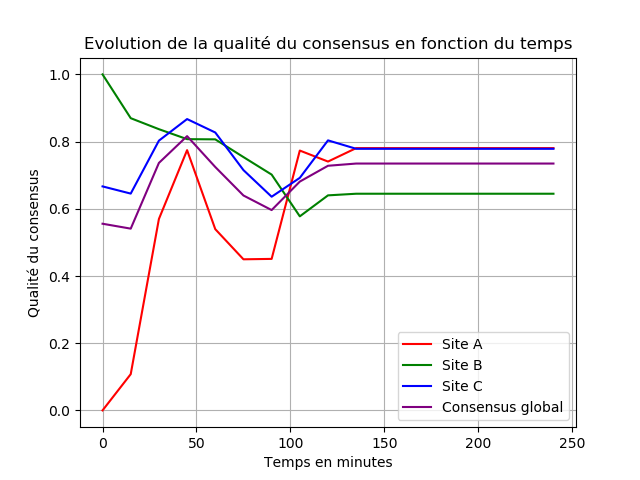 Evolution de la qualité du consensus en fonction du temps
1.0
0.8
0.6
0.4
0.2
0.0
Qualité du consensus
0
50
100
150
200
250
Temps en minutes
Site A
Site B
Site C
Consensus global